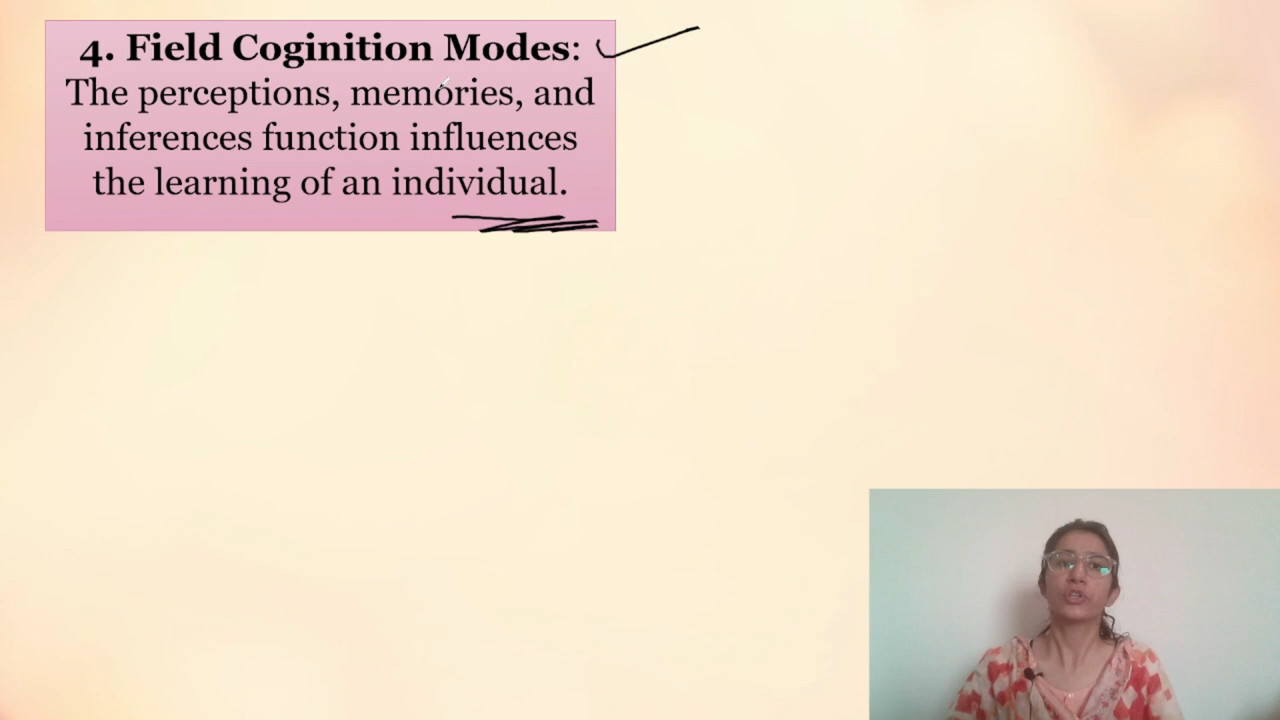 4. Field Coginition Modes:
The perceptions, memories, and
inferences function influences
the learning of an individual.